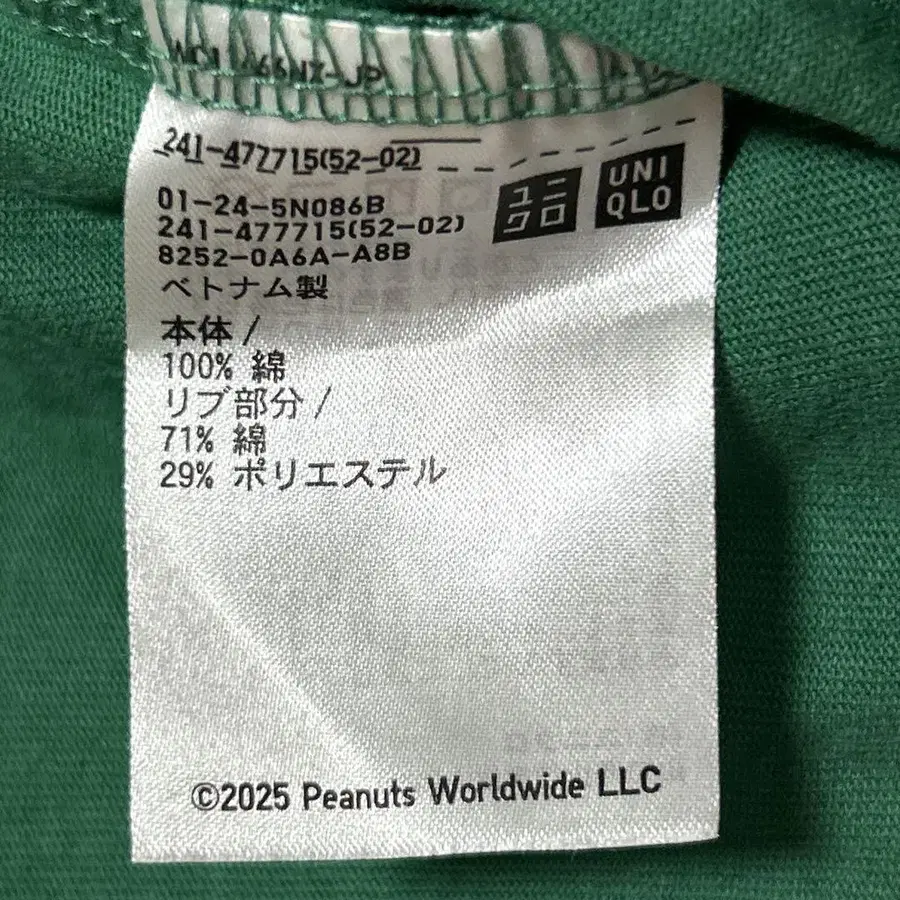 241-477715(52-02)
ユニ
クロ
UNI
QLO
01-24-5N086B
241-477715(52-02)
8252-0A6A-A8B
ベトナム製
本体/
100% 綿
リブ部分/
71% 綿
29% ポリエステル
©2025 Peanuts Worldwide LLC